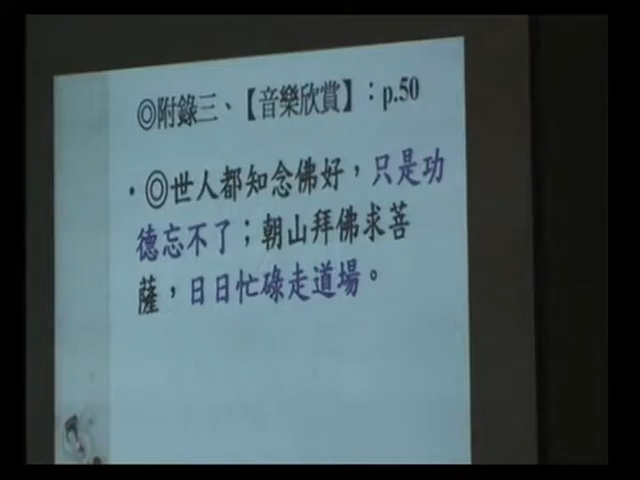 ◎附錄三、【音樂欣賞】：p.50
·◎世人都知念佛好，只是功
德忘不了；朝山拜佛求菩
薩，日日忙碌走道場。